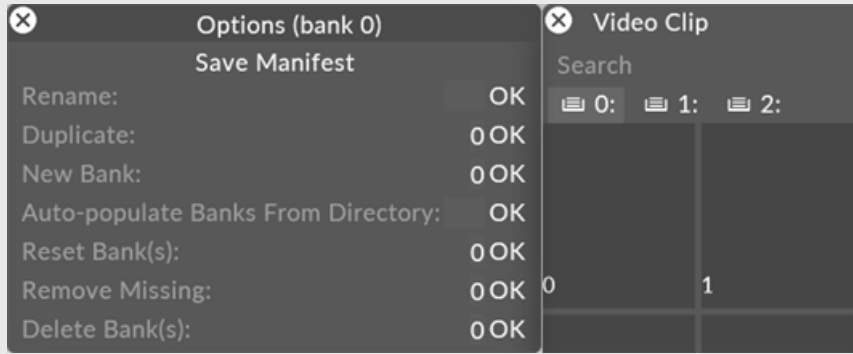 Options (bank 0)
Save Manifest
Rename: OK
Duplicate: 0 OK
New Bank: 0 OK
Auto-populate Banks From Directory: OK
Reset Bank(s): 0 OK
Remove Missing: 0 OK
Delete Bank(s): 0 OK
Video Clip
Search
0: 1: 2:
0 1